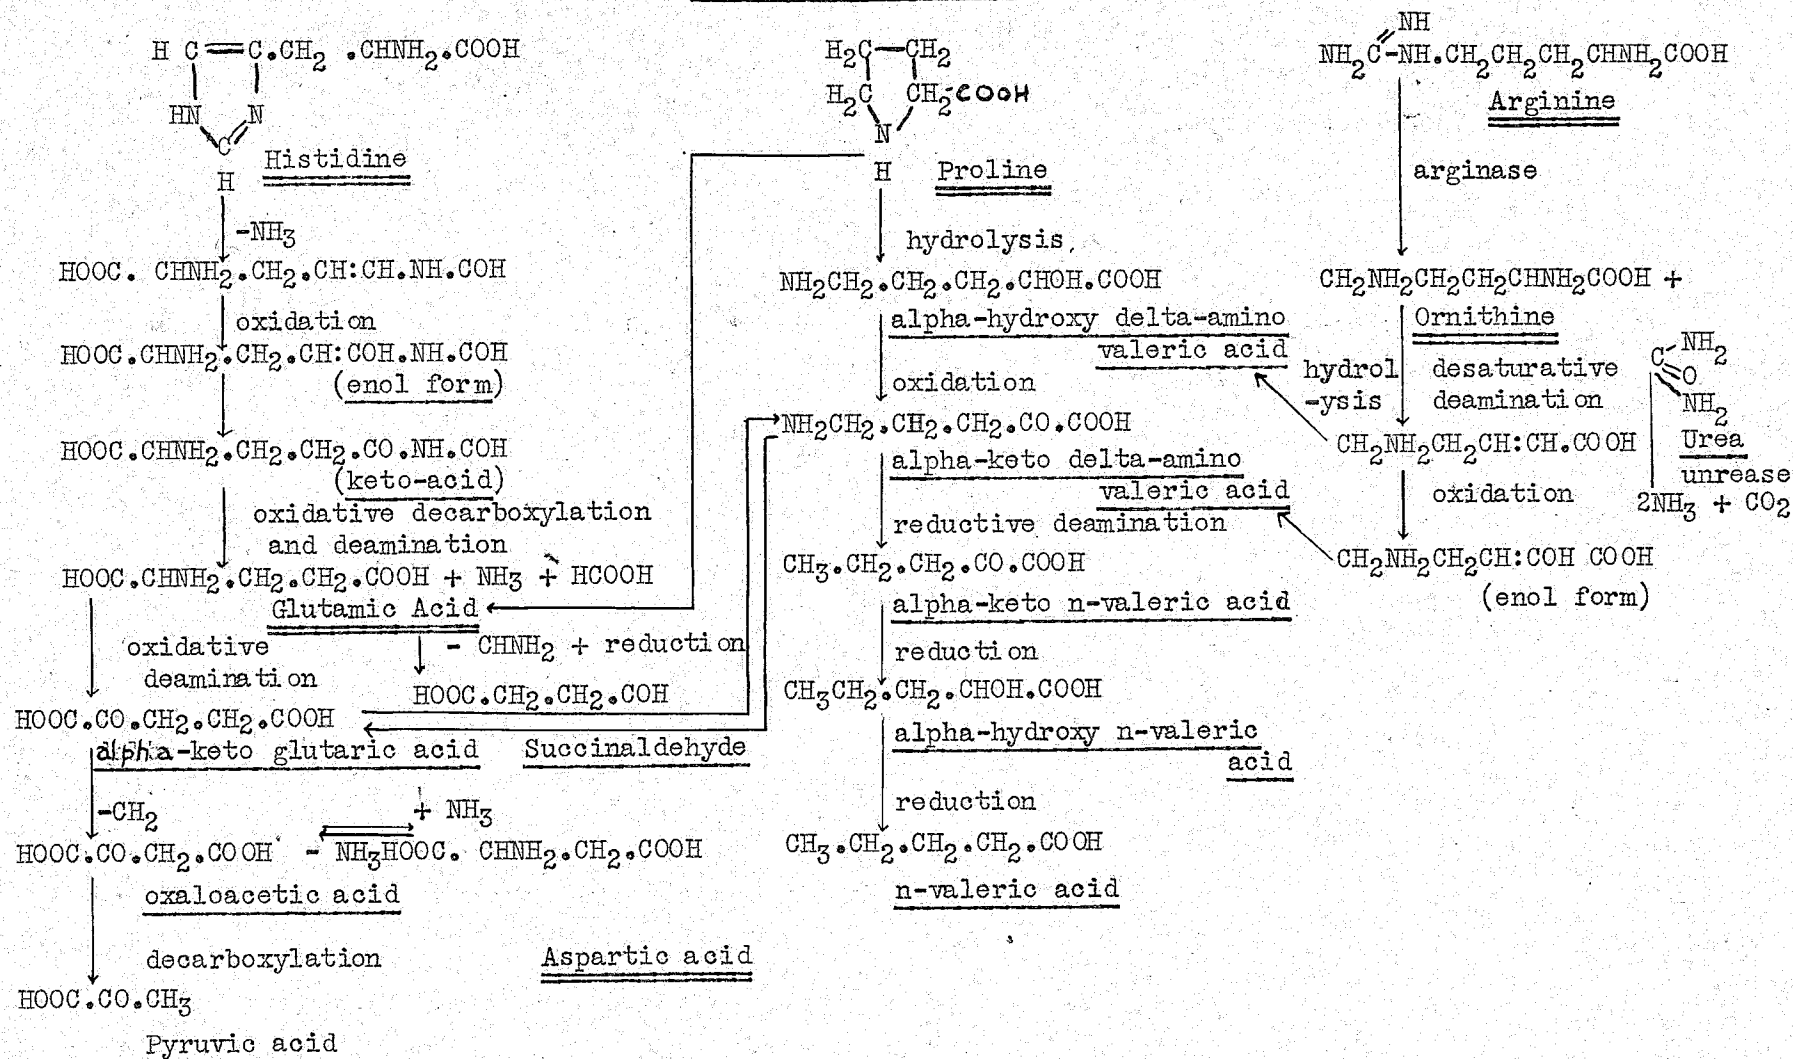 H C=C.CH2 .CHNH2.COOH
HN N
C
H
Histidine
-NH3
HOOC. CHNH2.CH2.CH:CH.NH.COH
oxidation
HOOC.CHNH2.CH2.CH:COH.NH.COH
(enol form)
HOOC.CHNH2.CH2.CH2.CO.NH.COH
(keto-acid)
oxidative decarboxylation
and deamination
HOOC.CHNH2.CH2.CH2.COOH + NH3 + HCOOH
Glutamic Acid
oxidative
deamination
- CHNH2 + reduction
HOOC.CH2.CH2.COH
HOOC.CO.CH2.CH2.COOH
alpha-keto glutaric acid
Succinaldehyde
-CH2
+ NH3
HOOC.CO.CH2.COOH - NH3HOOC. CHNH2.CH2.COOH
oxaloacetic acid
decarboxylation
Aspartic acid
HOOC.CO.CH3
Pyruvic acid
H2C-CH2
H2C CH2-COOH
N
H
Proline
hydrolysis
NH2CH2.CH2.CH2.CHOH.COOH
alpha-hydroxy delta-amino
valeric acid
oxidation
NH2CH2.CH2.CH2.CO.COOH
alpha-keto delta-amino
valeric acid
reductive deamination
CH3.CH2.CH2.CO.COOH
alpha-keto n-valeric acid
reduction
CH3CH2.CH2.CHOH.COOH
alpha-hydroxy n-valeric
acid
reduction
CH3.CH2.CH2.CH2.COOH
n-valeric acid
NH
NH2C-NH.CH2CH2CH2CHNH2COOH
Arginine
arginase
CH2NH2CH2CH2CHNH2COOH +
Ornithine
hydrol
-ysis
desaturative
deamination
C-NH2
O
NH2
Urea
unrease
2NH3 + CO2
CH2NH2CH2CH:CH.COOH
oxidation
CH2NH2CH2CH:COH COOH
(enol form)